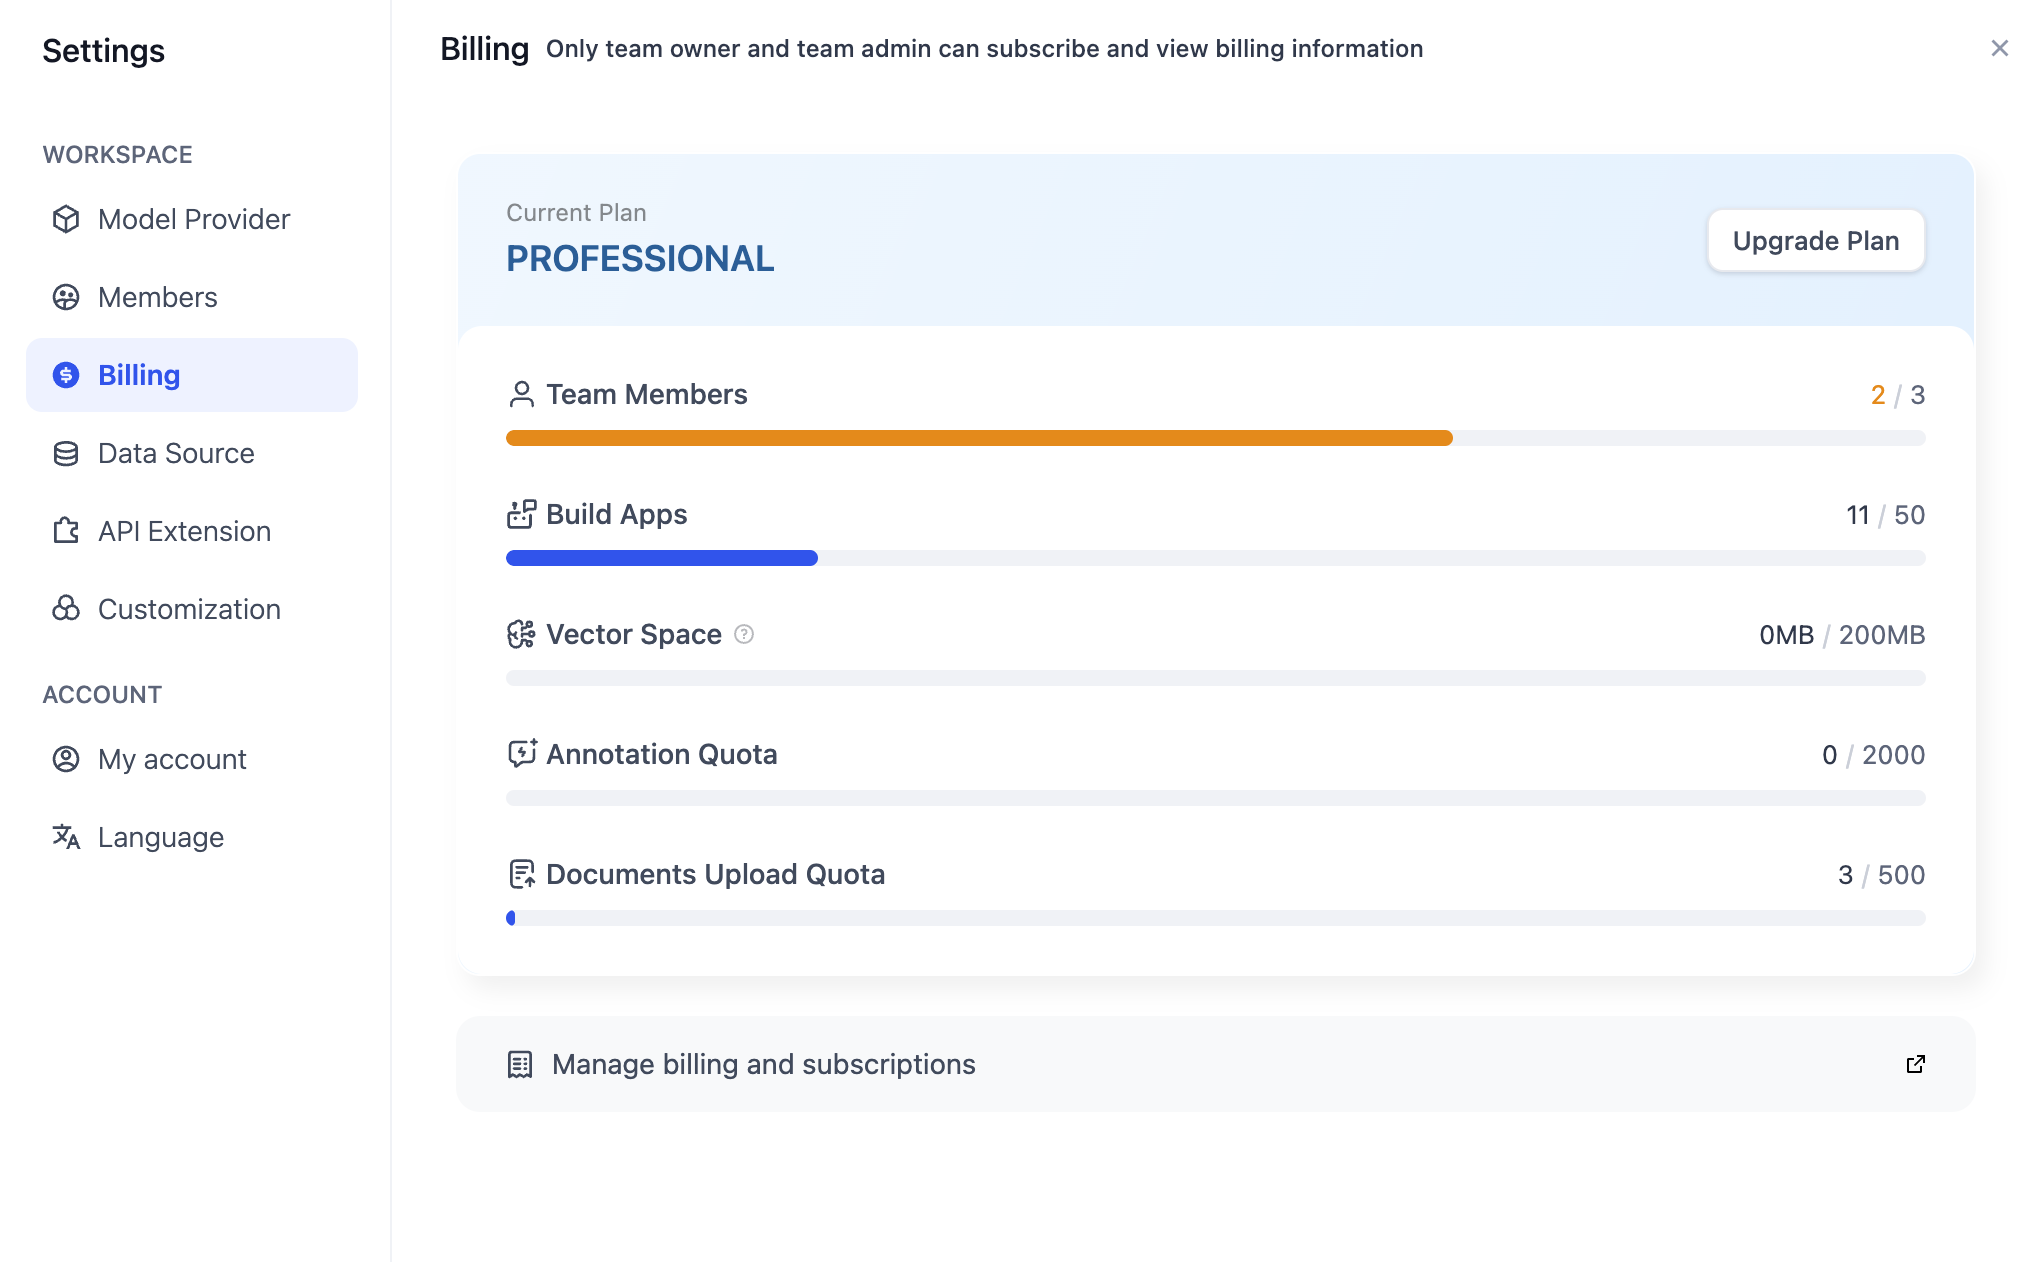 Settings
WORKSPACE
Model Provider
Members
Billing
Data Source
API Extension
Customization
ACCOUNT
My account
Language
Billing Only team owner and team admin can subscribe and view billing information
Current Plan
PROFESSIONAL
Upgrade Plan
Team Members 2 / 3
Build Apps 11 / 50
Vector Space 0MB / 200MB
Annotation Quota 0 / 2000
Documents Upload Quota 3 / 500
Manage billing and subscriptions